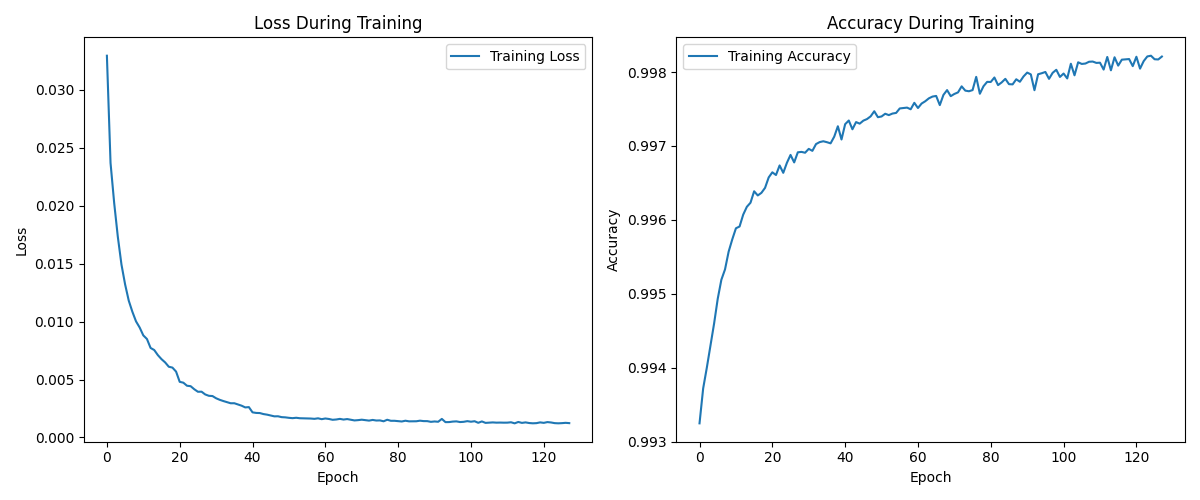 Loss During Training
Training Loss
0.030
0.025
0.020
0.015
0.010
0.005
0.000
Loss
0 20 40 60 80 100 120
Epoch
Accuracy During Training
Training Accuracy
0.998
0.997
0.996
0.995
0.994
0.993
Accuracy
0 20 40 60 80 100 120
Epoch